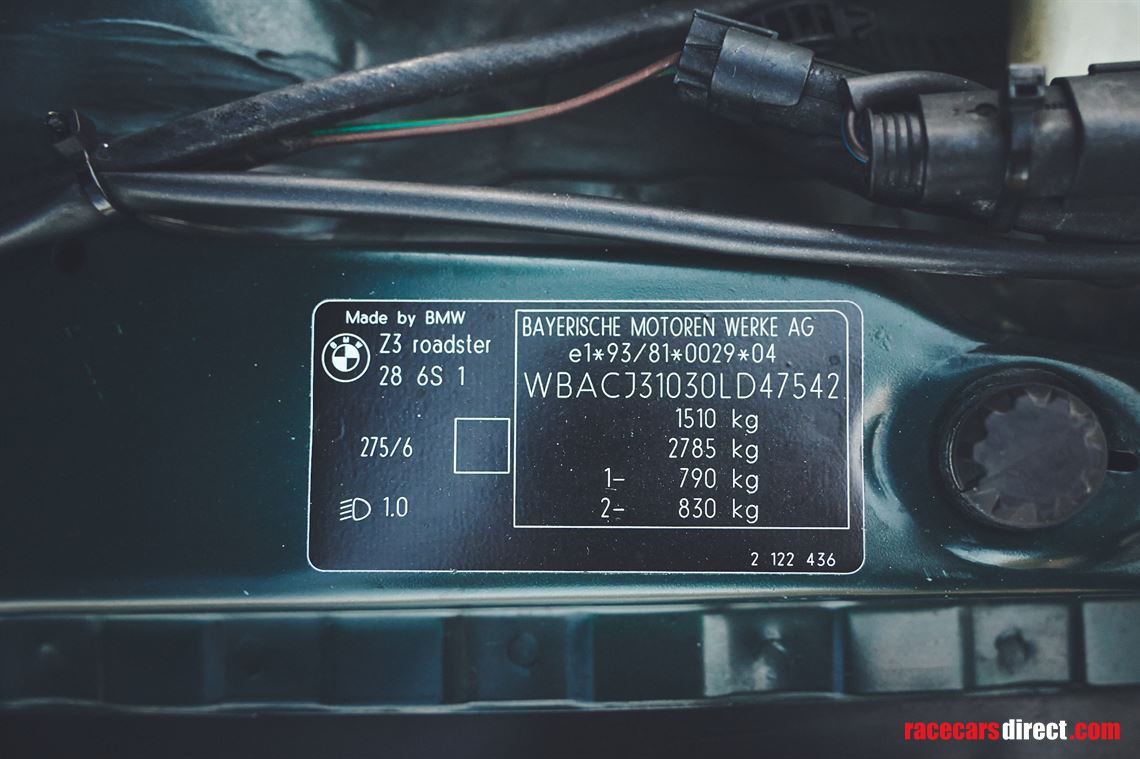 Made by BMW
BMW
Z3 roadster
28 6S 1
275/6
1.0
BAYERISCHE MOTOREN WERKE AG
e1*93/81*0029*04
WBACJ31030LD47542
1510 kg
2785 kg
1- 790 kg
2- 830 kg
2 122 436
racecarsdirect.com